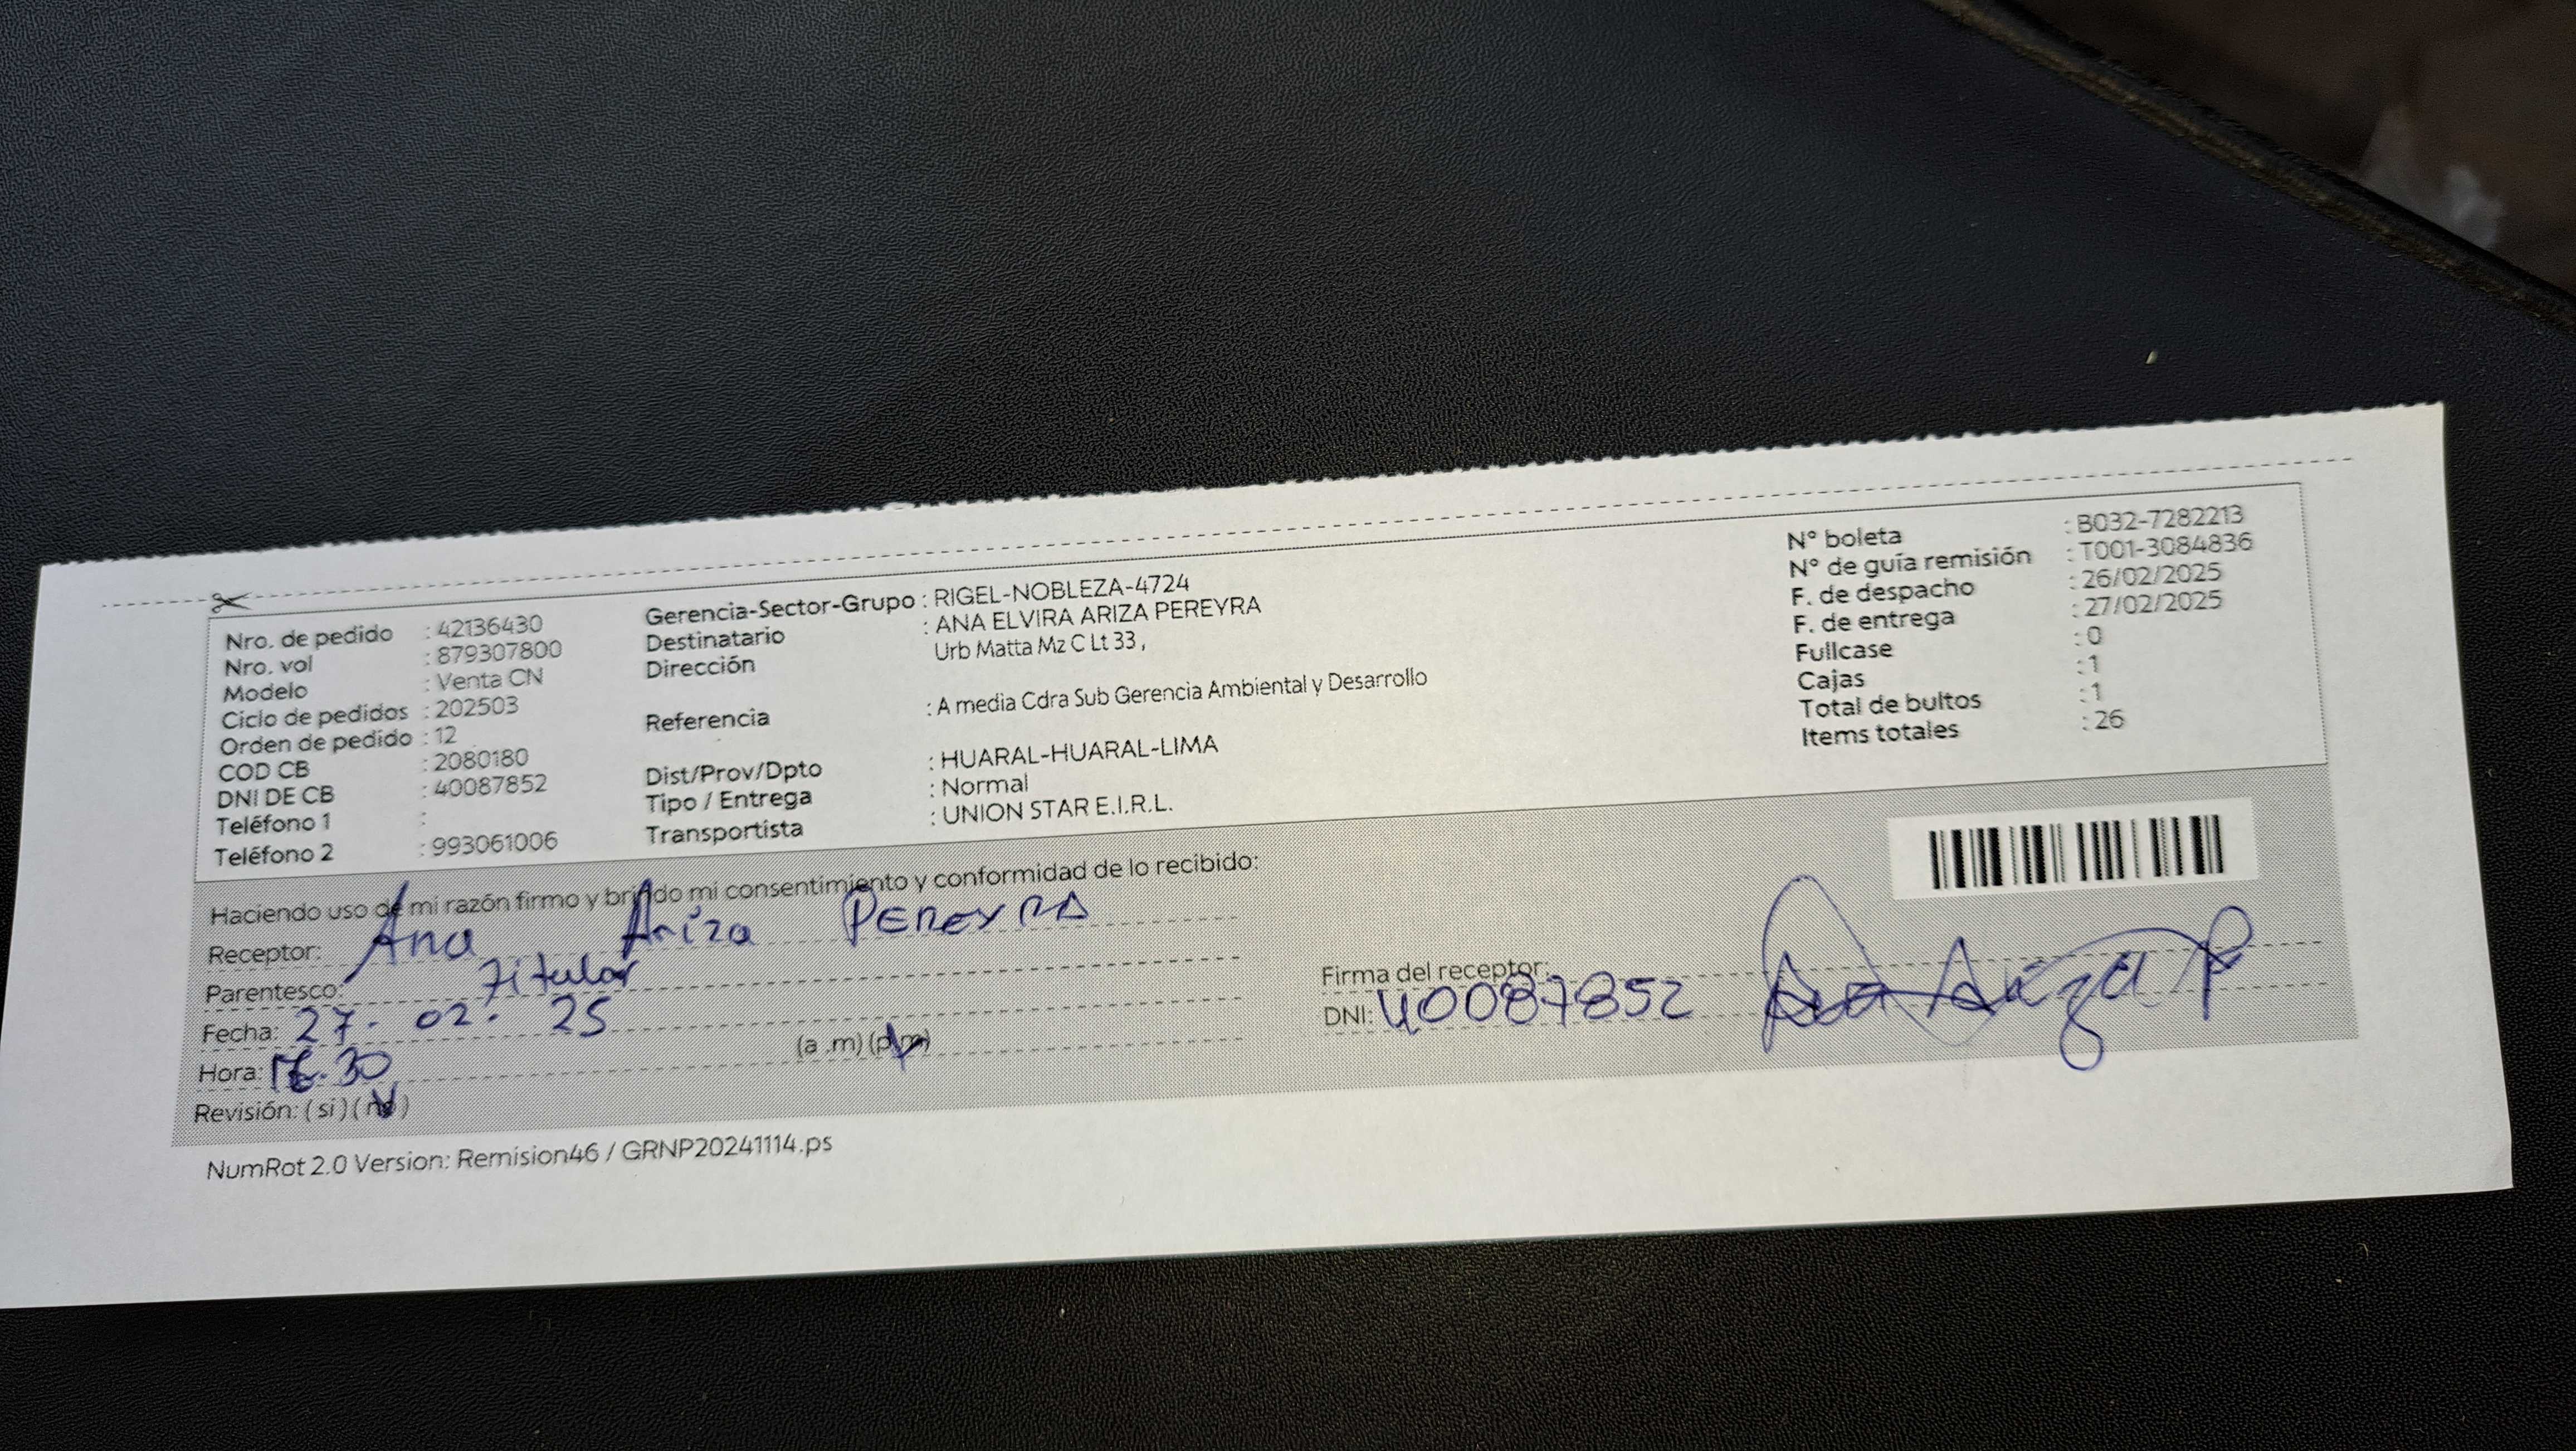 Nro. de pedido : 42136430
Nro. vol : 879307800
Modelo : Venta CN
Ciclo de pedidos : 202503
Orden de pedido : 12
COD CB : 2080180
DNI DE CB : 40087852
Teléfono 1 :
Teléfono 2 : 993061006
Gerencia-Sector-Grupo : RIGEL-NOBLEZA-4724
Destinatario : ANA ELVIRA ARIZA PEREYRA
Dirección Urb Matta Mz C Lt 33 ,
Referencia : A media Cdra Sub Gerencia Ambiental y Desarrollo
Dist/Prov/Dpto : HUARAL-HUARAL-LIMA
Tipo / Entrega : Normal
Transportista : UNION STAR E.I.R.L.
N° boleta : B032-7282213
N° de guía remisión : T001-3084836
F. de despacho : 26/02/2025
F. de entrega : 27/02/2025
Fullcase : 0
Cajas : 1
Total de bultos : 1
Items totales : 26
Haciendo uso de mi razón firmo y brindo mi consentimiento y conformidad de lo recibido:
Receptor: Ana Ariza PEREYRA
Parentesco: Titular
Fecha: 27. 02. 25
Hora: .30 (a .m) (p.m)
Revisión: ( si ) ( no )
Firma del receptor:
DNI: 40087852
NumRot 2.0 Version: Remision46 / GRNP20241114.ps